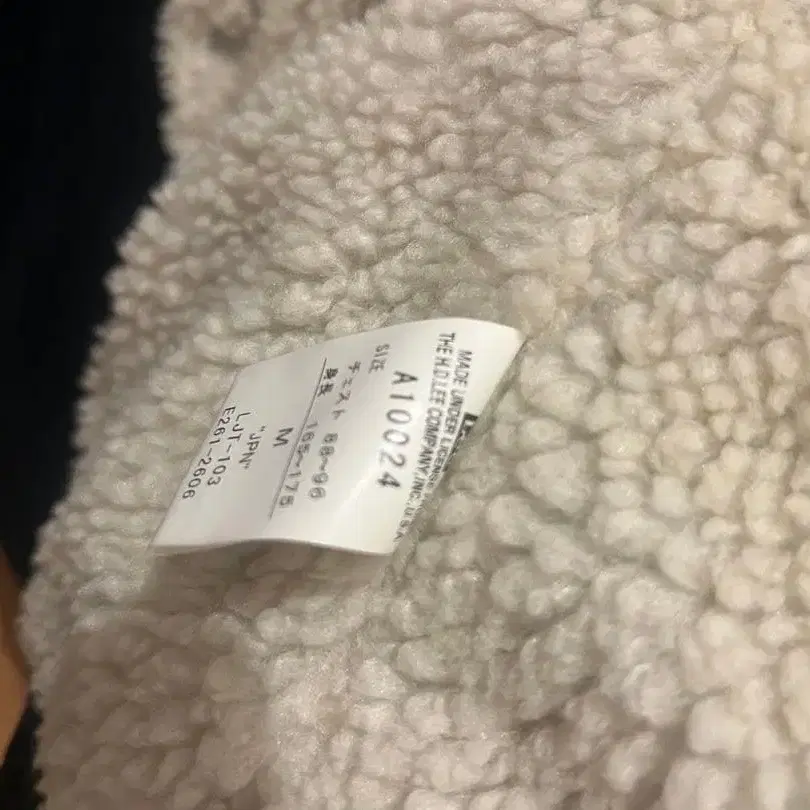 MADE UNDER LICENSE
THE H.D.LEE COMPANY, INC. U.S.A.
A10024
SIZE
チェスト 88~96
身長 165~175
M
"JPN"
LJT-103
E261-2606